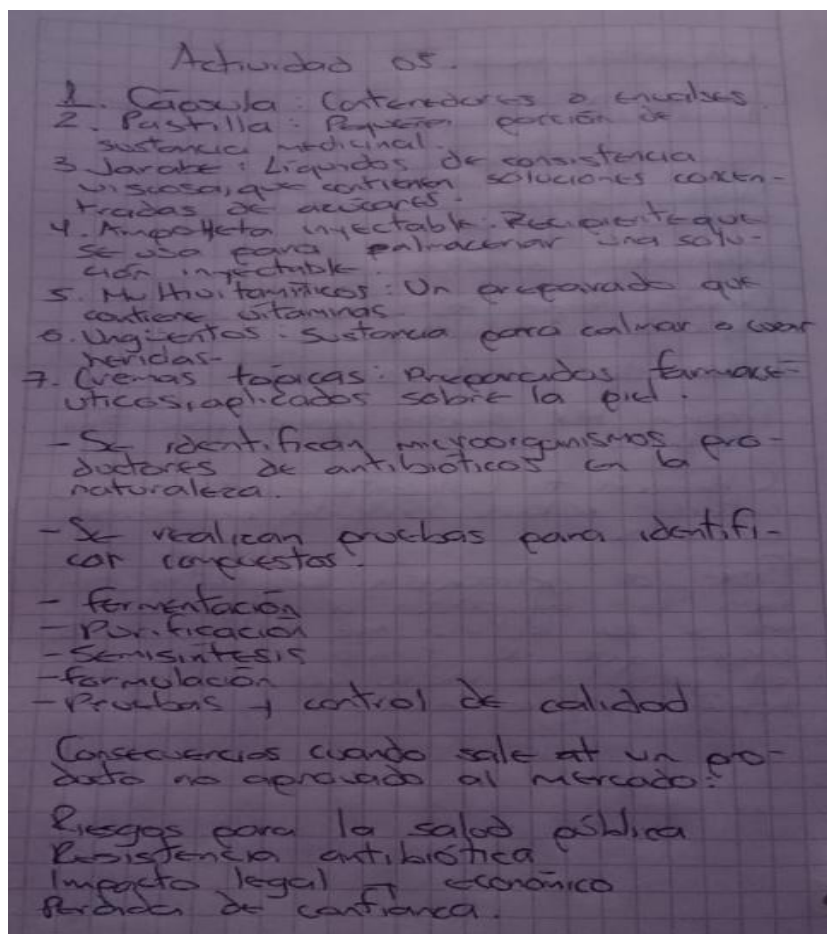 Actividad 05.
1. Cápsula: Contenedores o envalses
2. Pastilla: Pequeña porción de
sustancia medicinal.
3 Jarabe: Líquidos de consistencia
viscosa, que contienen soluciones concen-
tradas de azúcares.
4. Ampolleta inyectable: Recipiente que
se usa para palmacenar una solu-
ción inyectable.
5. Multivitamínicos: Un preparado que
contiene vitaminas
6. Ungüentos: Sustancia para calmar o curar
heridas-
7. Cremas tópicas: Preparados farmacé-
uticos, aplicados sobre la piel.
- Se identifican microorganismos pro-
ductores de antibióticos en la
naturaleza.
- Se realizan pruebas para identifi-
car compuestos.
- fermentación
- Purificación
- Semisíntesis
- formulación
- Pruebas y control de calidad
Consecuencias cuando sale at un pro-
ducto no aprovado al mercado:
Riesgos para la salud pública
Resistencia antibiótica
Impacto legal y económico
Perdida de confianza.